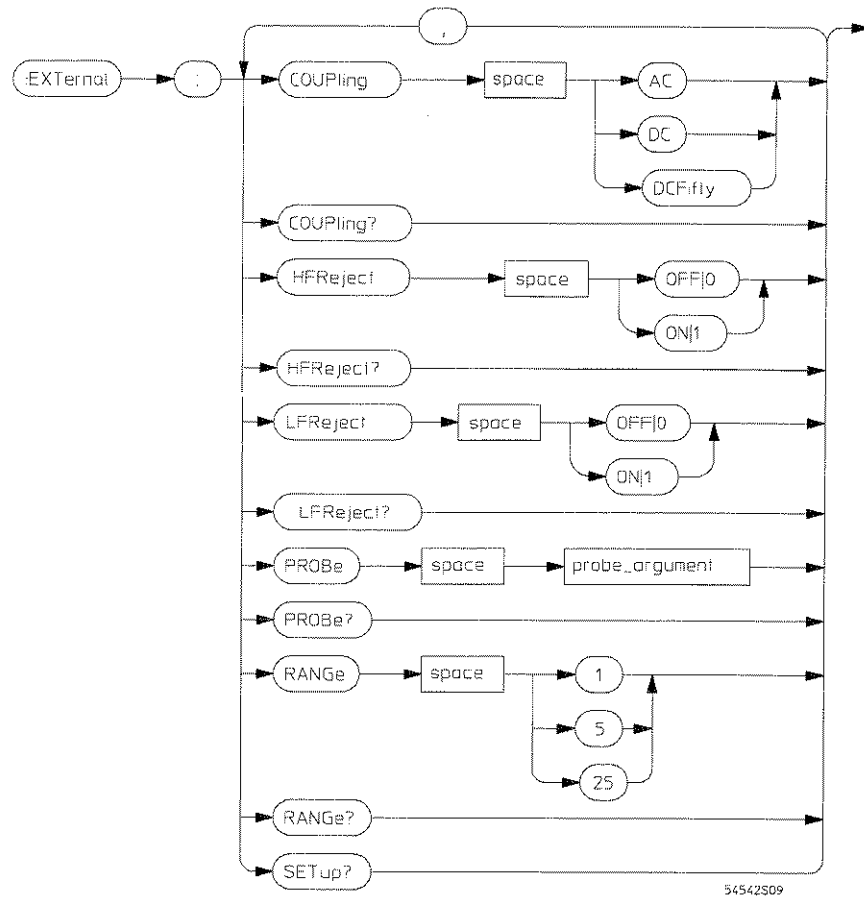 ,
:EXTernal : COUPling space AC
DC
DCFifty
COUPling?
HFReject space OFF|0
ON|1
HFReject?
LFReject space OFF|0
ON|1
LFReject?
PROBe space probe_argument
PROBe?
RANGe space 1
5
25
RANGe?
SETup?
54542S09